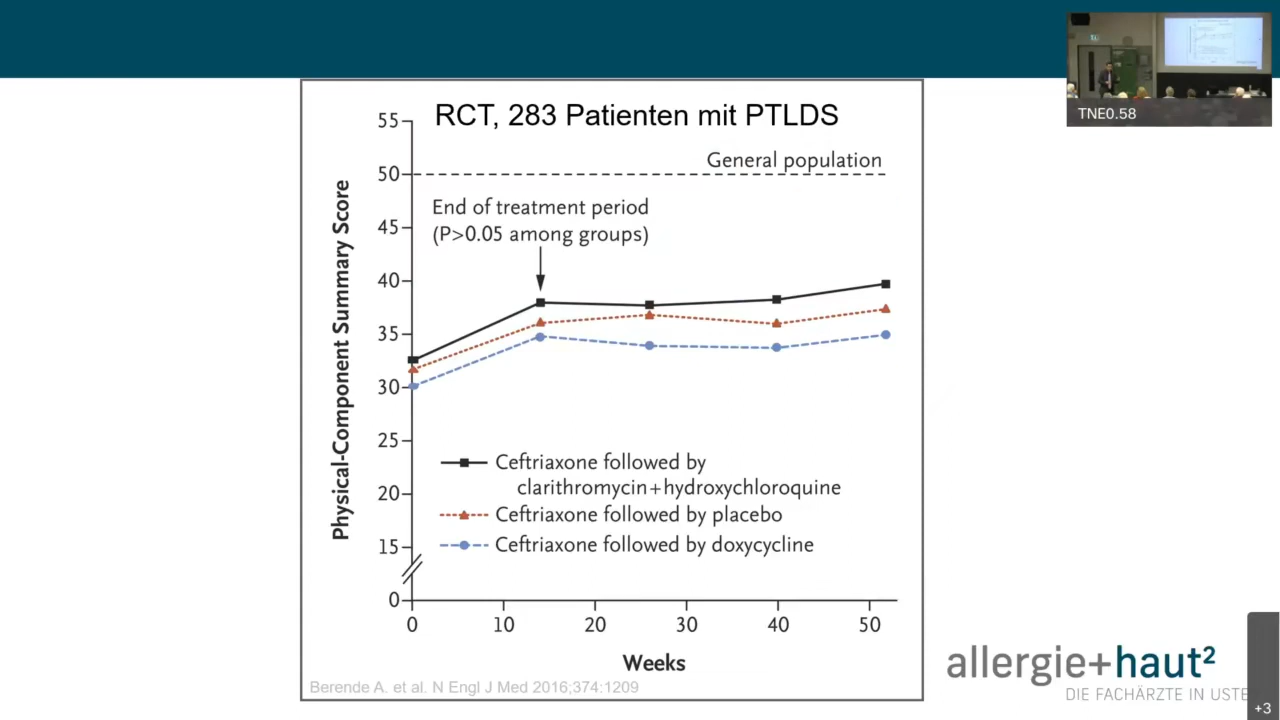 TNE0.58
RCT, 283 Patienten mit PTLDS
55
General population
50
End of treatment period
(P>0.05 among groups)
45
40
35
30
25
20
15
0
Physical-Component Summary Score
Ceftriaxone followed by
clarithromycin+hydroxychloroquine
Ceftriaxone followed by placebo
Ceftriaxone followed by doxycycline
0 10 20 30 40 50
Weeks
Berende A. et al. N Engl J Med 2016;374:1209
allergie+haut²
DIE FACHÄRZTE IN USTE
+3